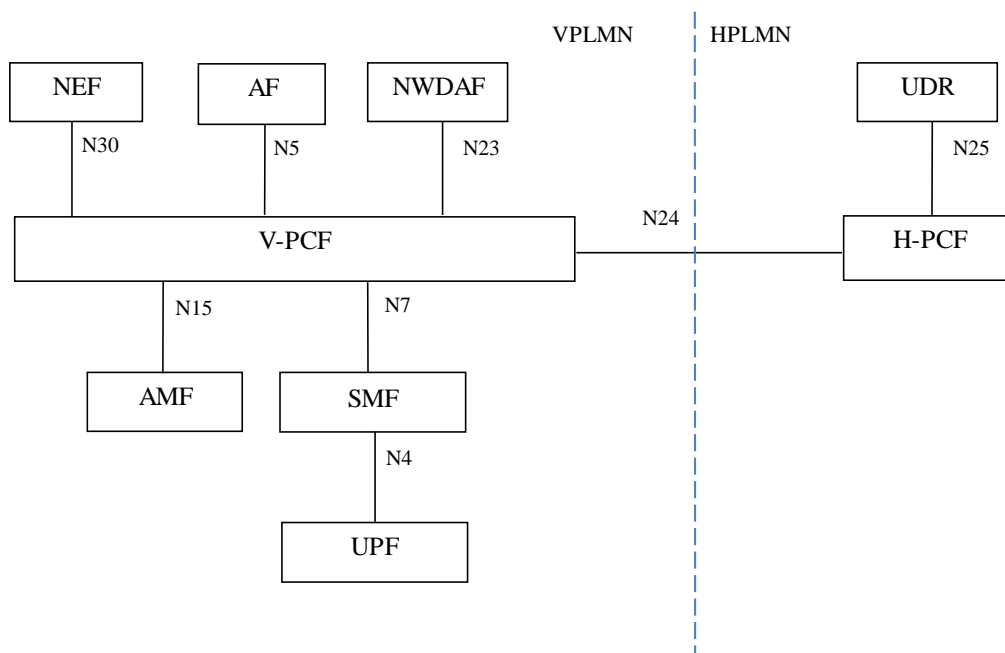 VPLMN
HPLMN
NEF
AF
NWDAF
UDR
N30
N5
N23
N25
N24
V-PCF
H-PCF
N15
N7
AMF
SMF
N4
UPF